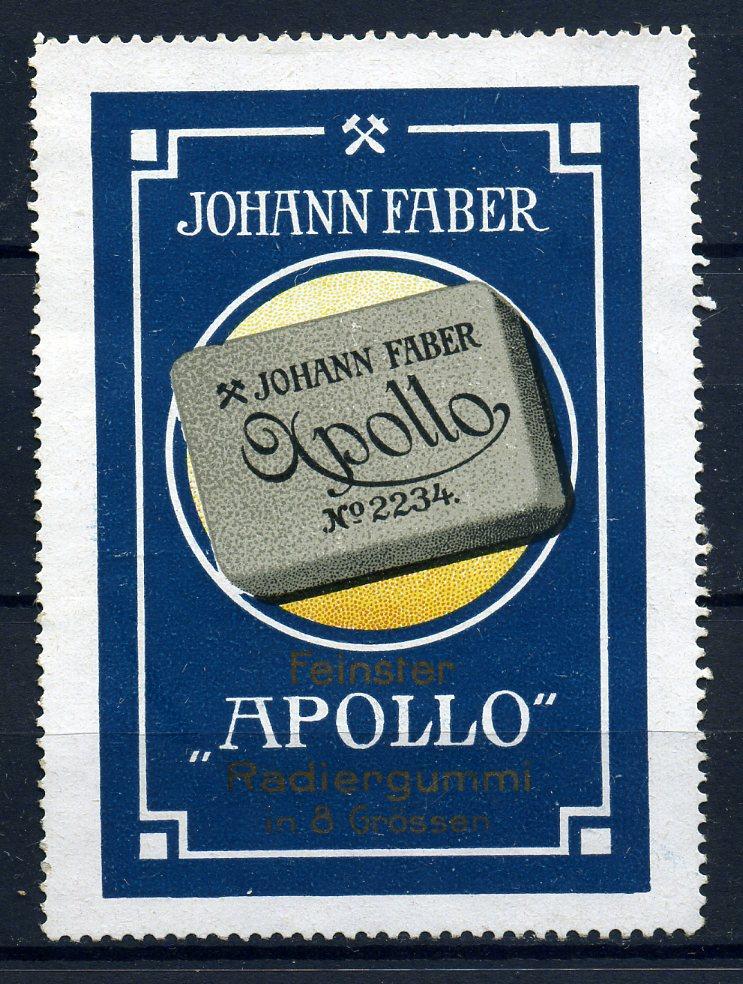 JOHANN FABER
JOHANN FABER
Apollo
No 2234.
Feinster
„APOLLO“
Radiergummi
in 8 Grössen